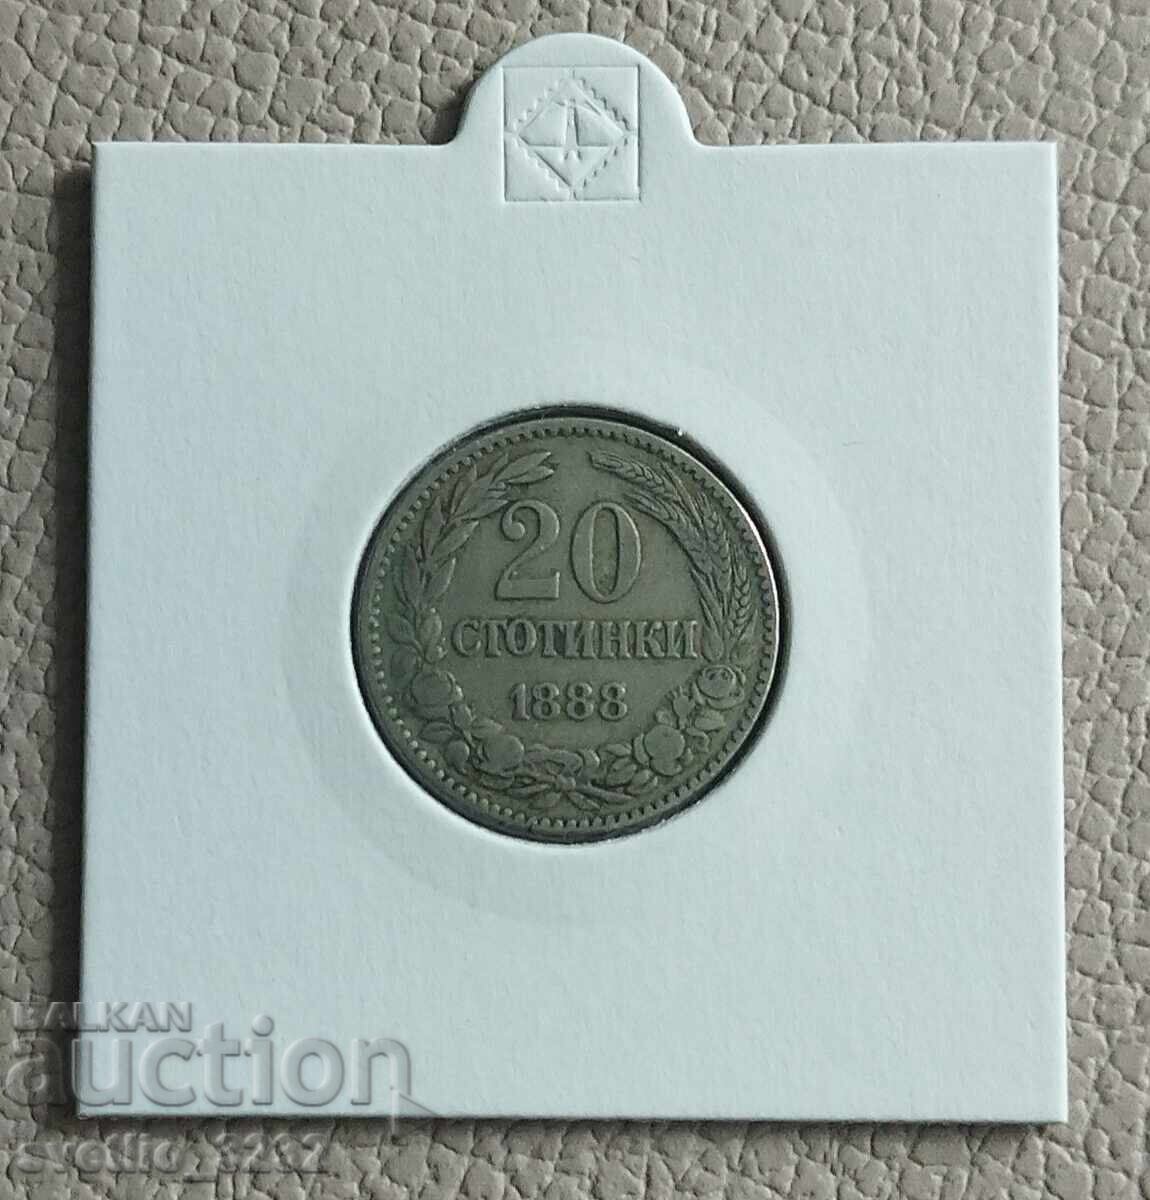 20
СТОТИНКИ
1888
BALKAN
auction
svetlio_3232